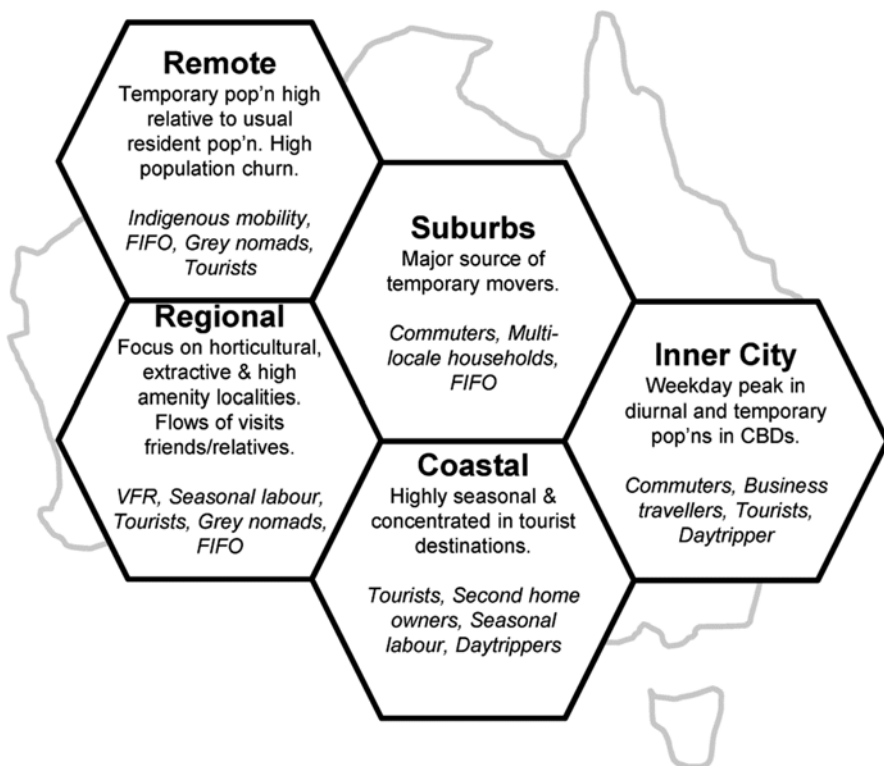 Remote
Temporary pop'n high
relative to usual
resident pop'n. High
population churn.
Indigenous mobility,
FIFO, Grey nomads,
Tourists
Suburbs
Major source of
temporary movers.
Commuters, Multi-
locale households,
FIFO
Regional
Focus on horticultural,
extractive & high
amenity localities.
Flows of visits
friends/relatives.
VFR, Seasonal labour,
Tourists, Grey nomads,
FIFO
Inner City
Weekday peak in
diurnal and temporary
pop'ns in CBDs.
Commuters, Business
travellers, Tourists,
Daytripper
Coastal
Highly seasonal &
concentrated in tourist
destinations.
Tourists, Second home
owners, Seasonal
labour, Daytrippers